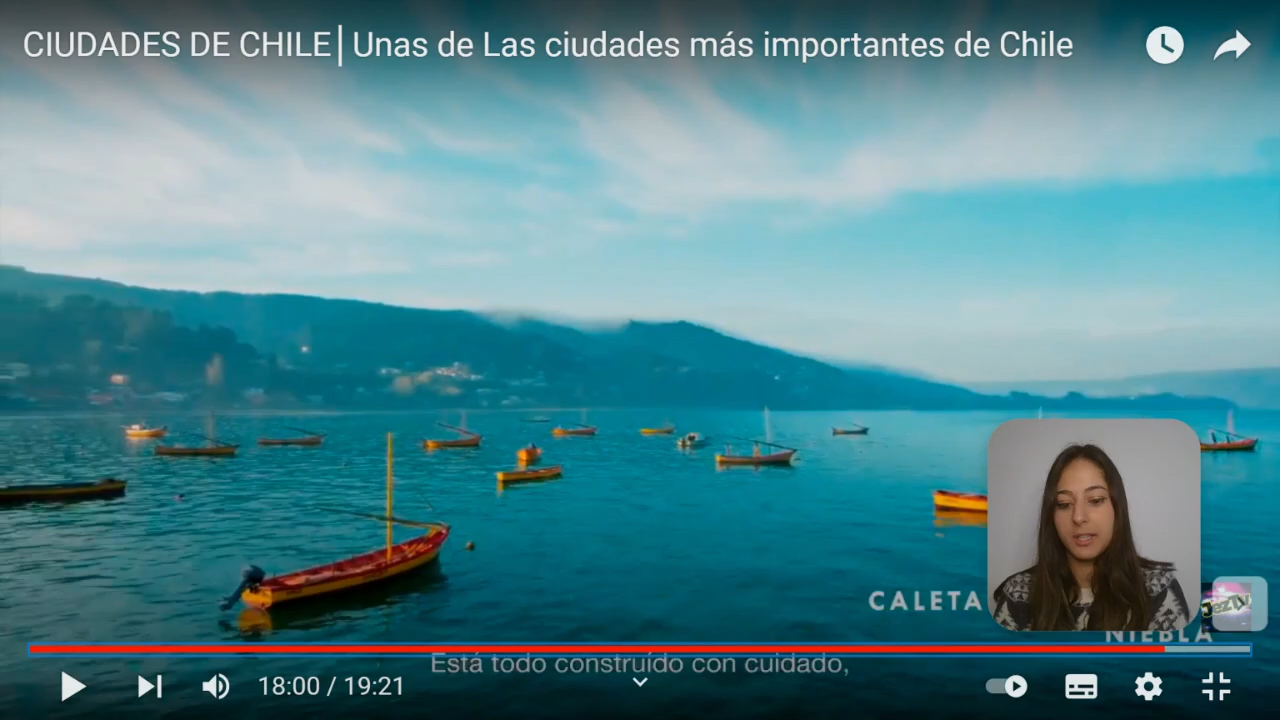 CIUDADES DE CHILE│Unas de Las ciudades más importantes de Chile
CALETA
NIEBLA
Está todo construído con cuidado,
18:00 / 19:21